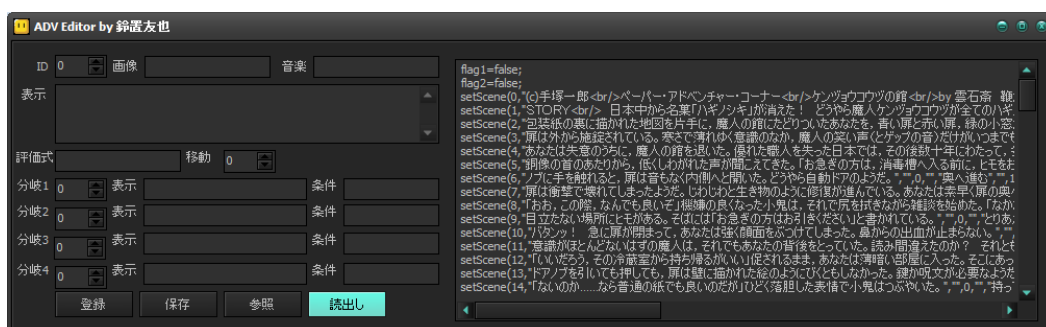 ADV Editor by 鈴置友也
ID 0 画像 音楽
表示
評価式 移動 0
分岐1 0 表示 条件
分岐2 0 表示 条件
分岐3 0 表示 条件
分岐4 0 表示 条件
登録 保存 参照 読出し
flag1=false;
flag2=false;
setScene(0,"(c)手塚一郎<br/>ペーパー・アドベンチャー・コーナー<br/>ケンヅョウコウヅの館<br/>by 雲石斎
setScene(1,"STORY<br/> 日本中から名菓「ハギノシキ」が消えた! どうやら魔人ケンヅョウコウヅが全てのハギ
setScene(2,"包装紙の裏に描かれた地図を片手に,魔人の館にたどりついたあなたを,青い扉と赤い扉,緑の小窓
setScene(3,"扉は外から施錠されている。寒さで薄れゆく意識のなか,魔人の笑い声(とゲップの音)だけがいつまでも
setScene(4,"あなたは失意のうちに,魔人の館を退いた。優れた職人を失った日本では,その後数十年にわたって,
setScene(5,"銅像の首のあたりから,低くしわがれた声が聞こえてきた。「お急ぎの方は,消毒槽へ入る前に,ヒモをお
setScene(6,"ノブに手を触れると,扉は音もなく内側へと開いた。どうやら自動ドアのようだ。","",0,"","奥へ進む","",1
setScene(7,"扉は衝撃で壊れてしまったようだ。じわじわと生き物のように修復が進んでいる。あなたは素早く扉の奥へ
setScene(8,"「おお,この際,なんでも良いぞ」機嫌の良くなった小鬼は,それで尻を拭きながら雑談を始めた。「なか
setScene(9,"目立たない場所にヒモがある。そばには「お急ぎの方はお引きください」と書かれている。","",0,"","とりあ
setScene(10,"バタンッ! 急に扉が閉まって,あなたは強く顔面をぶつけてしまった。鼻からの出血が止まらない。",""
setScene(11,"意識がほとんどないはずの魔人は,それでもあなたの背後をとっていた。読み間違えたのか? それとも
setScene(12,"「いいだろう,その冷蔵室から持ち帰るがいい」促されるまま,あなたは薄暗い部屋に入った。そこにあっ
setScene(13,"ドアノブを引いても押しても,扉は壁に描かれた絵のようにびくともしなかった。鍵か呪文が必要なようだ
setScene(14,"「ないのか……なら普通の紙でも良いのだが」ひどく落胆した表情で小鬼はつぶやいた。","",0,"","持っ